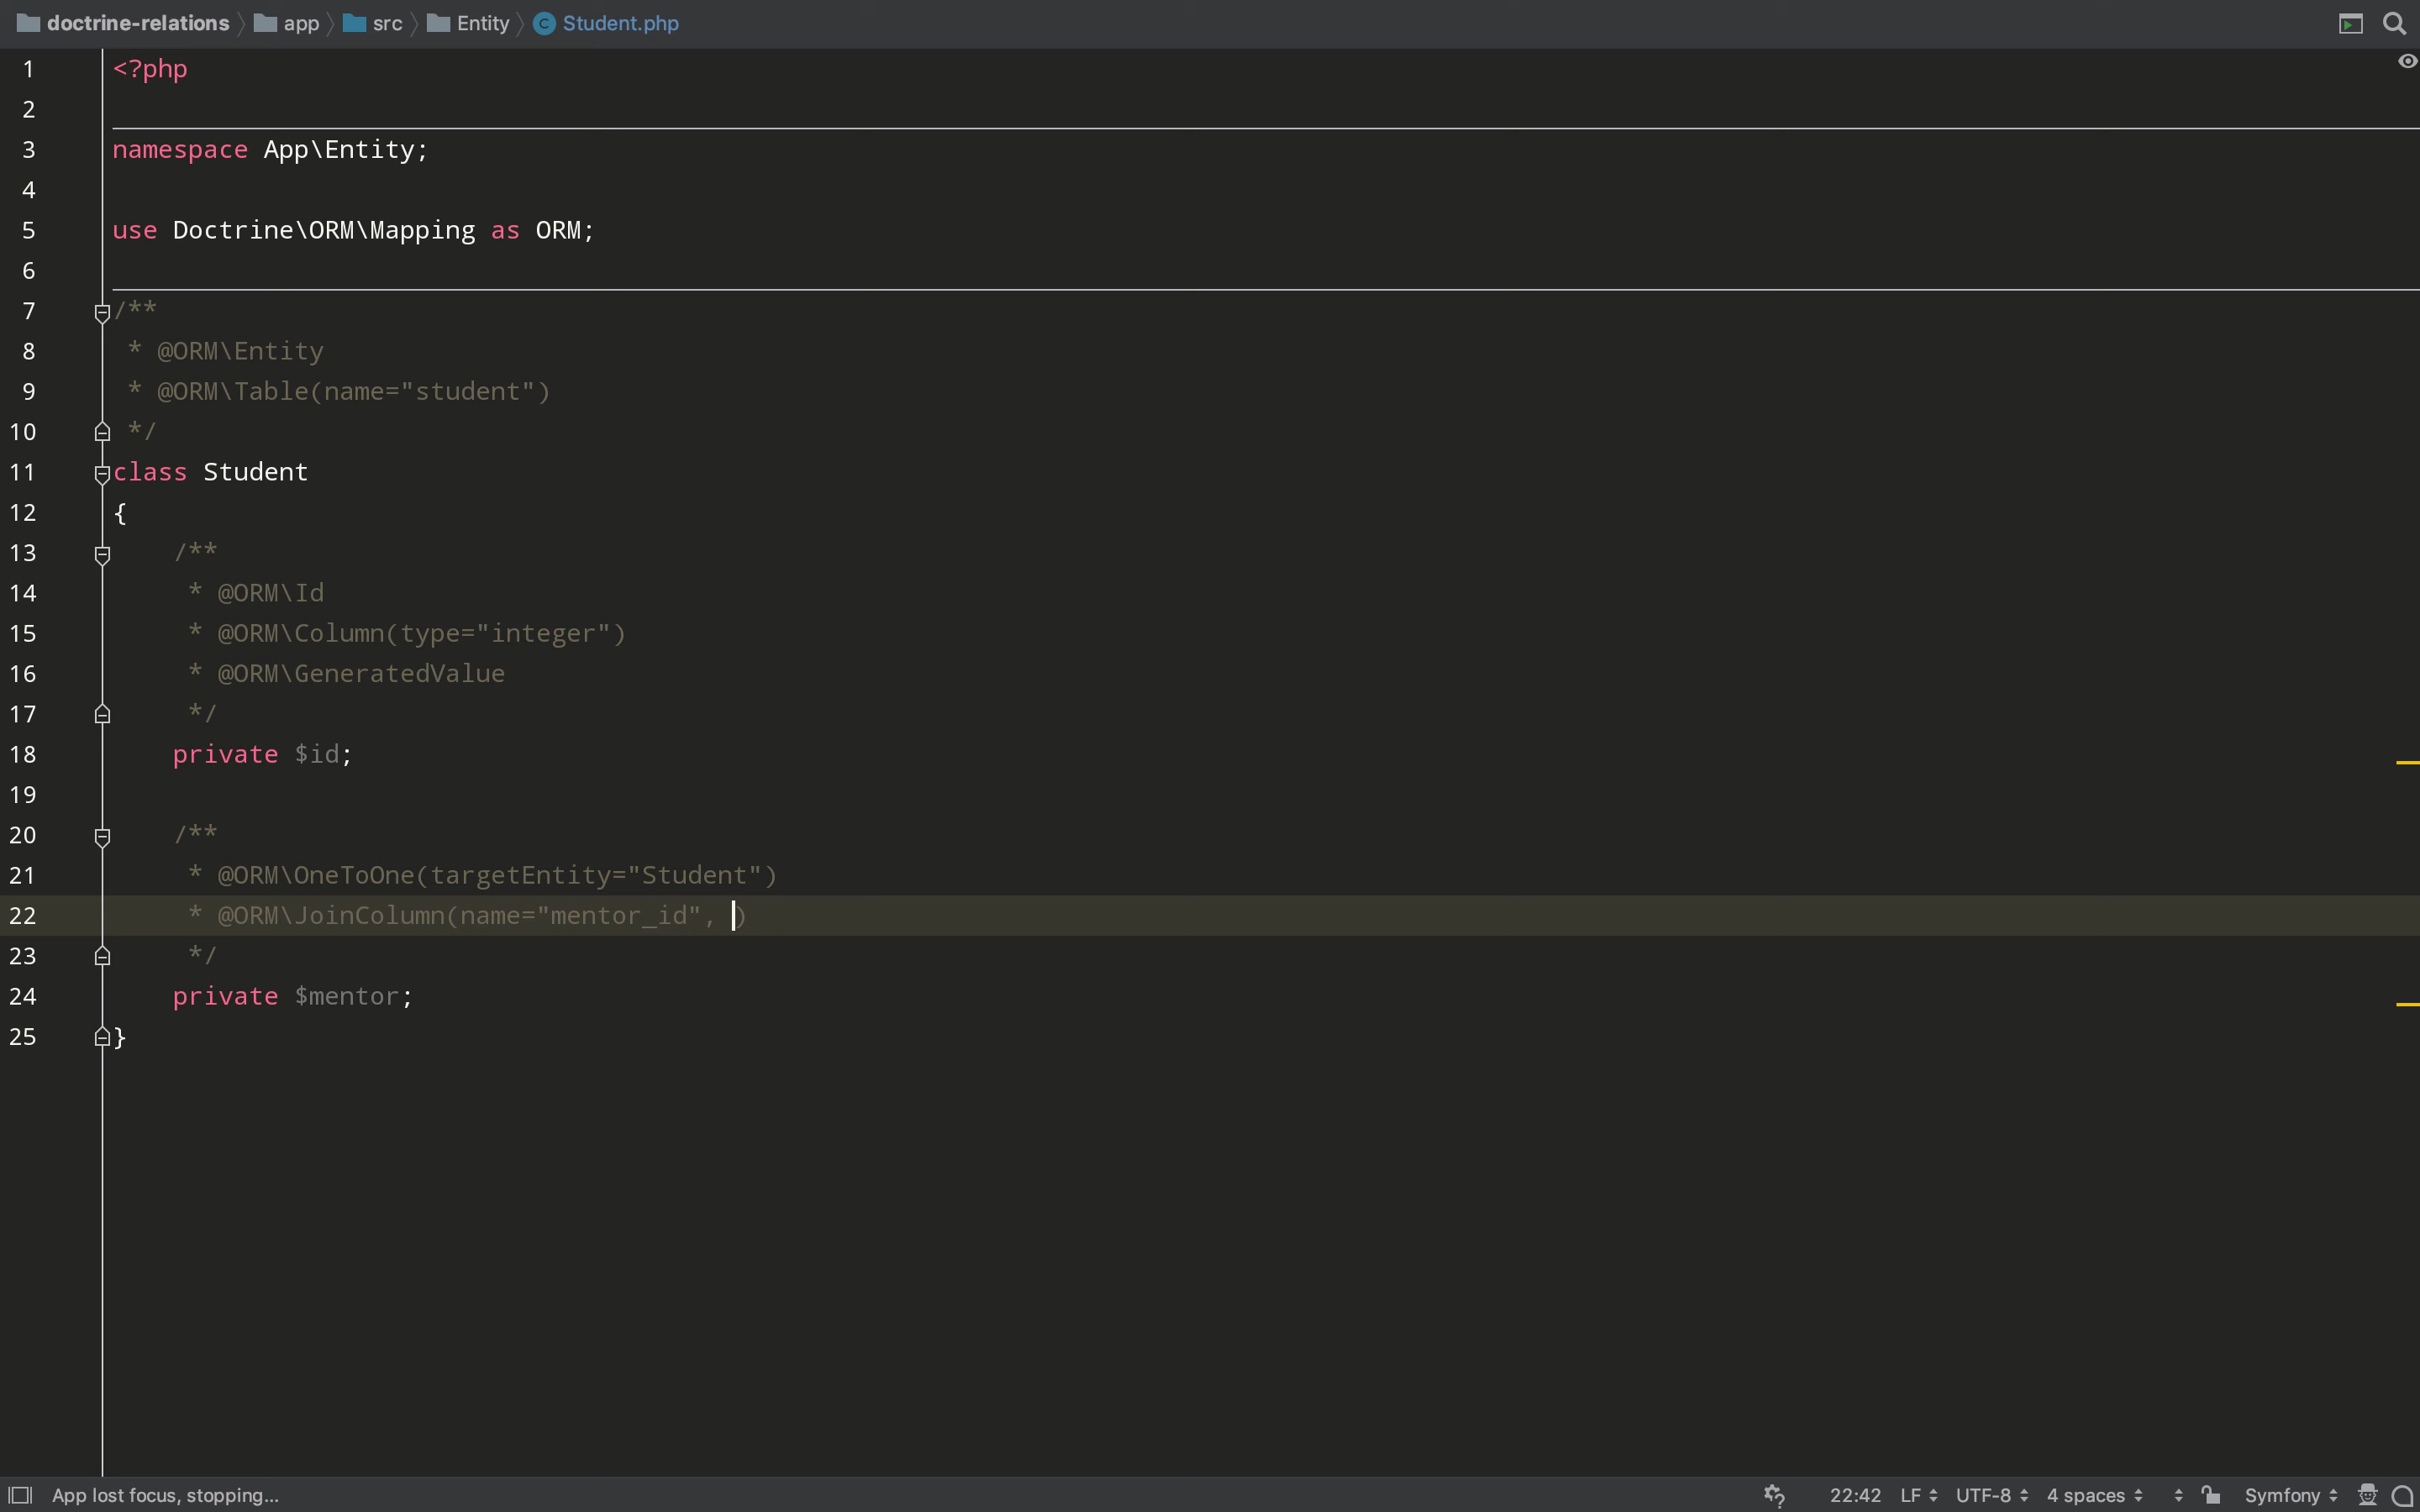 doctrine-relations app src Entity Student.php
1 <?php
2
3 namespace App\Entity;
4
5 use Doctrine\ORM\Mapping as ORM;
6
7 /**
8 * @ORM\Entity
9 * @ORM\Table(name="student")
10 */
11 class Student
12 {
13 /**
14 * @ORM\Id
15 * @ORM\Column(type="integer")
16 * @ORM\GeneratedValue
17 */
18 private $id;
19
20 /**
21 * @ORM\OneToOne(targetEntity="Student")
22 * @ORM\JoinColumn(name="mentor_id", )
23 */
24 private $mentor;
25 }
App lost focus, stopping... 22:42 LF UTF-8 4 spaces Symfony